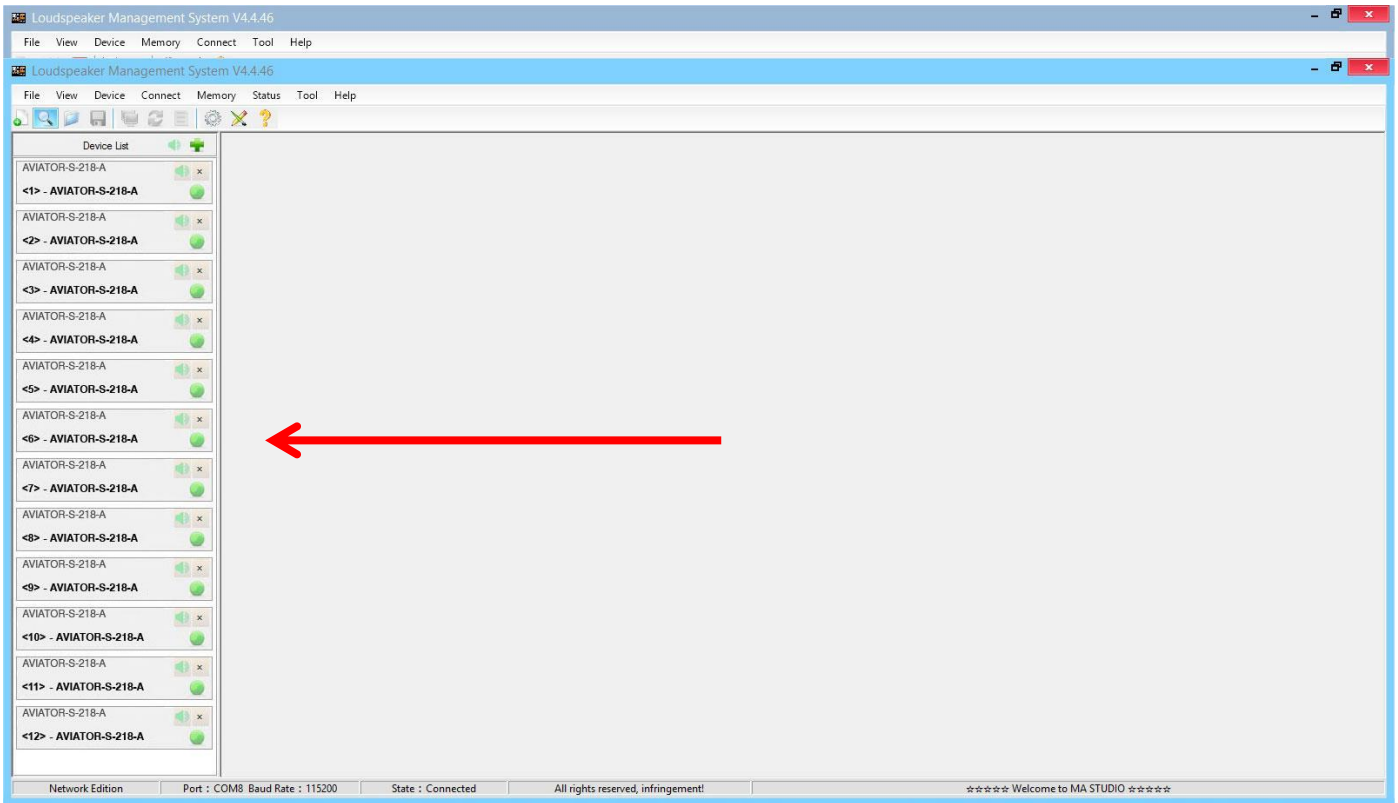 Loudspeaker Management System V4.4.46
File View Device Memory Connect Tool Help
Loudspeaker Management System V4.4.46
File View Device Connect Memory Status Tool Help
Device List
AVIATOR-S-218-A
<1> - AVIATOR-S-218-A
AVIATOR-S-218-A
<2> - AVIATOR-S-218-A
AVIATOR-S-218-A
<3> - AVIATOR-S-218-A
AVIATOR-S-218-A
<4> - AVIATOR-S-218-A
AVIATOR-S-218-A
<5> - AVIATOR-S-218-A
AVIATOR-S-218-A
<6> - AVIATOR-S-218-A
AVIATOR-S-218-A
<7> - AVIATOR-S-218-A
AVIATOR-S-218-A
<8> - AVIATOR-S-218-A
AVIATOR-S-218-A
<9> - AVIATOR-S-218-A
AVIATOR-S-218-A
<10> - AVIATOR-S-218-A
AVIATOR-S-218-A
<11> - AVIATOR-S-218-A
AVIATOR-S-218-A
<12> - AVIATOR-S-218-A
Network Edition Port : COM8 Baud Rate : 115200 State : Connected All rights reserved, infringement! ☆☆☆☆☆ Welcome to MA STUDIO ☆☆☆☆☆